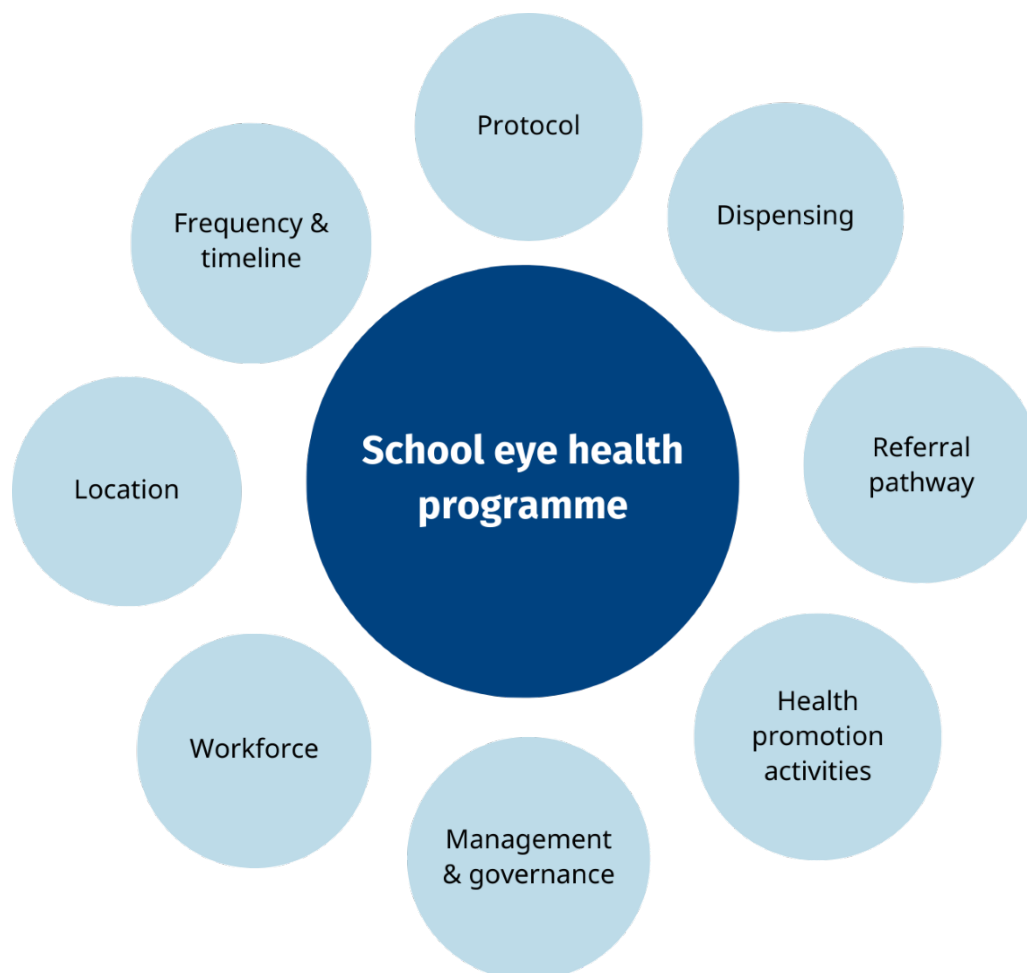 Protocol
Dispensing
Frequency &
timeline
School eye health
programme
Referral
pathway
Location
Health
promotion
activities
Workforce
Management
& governance